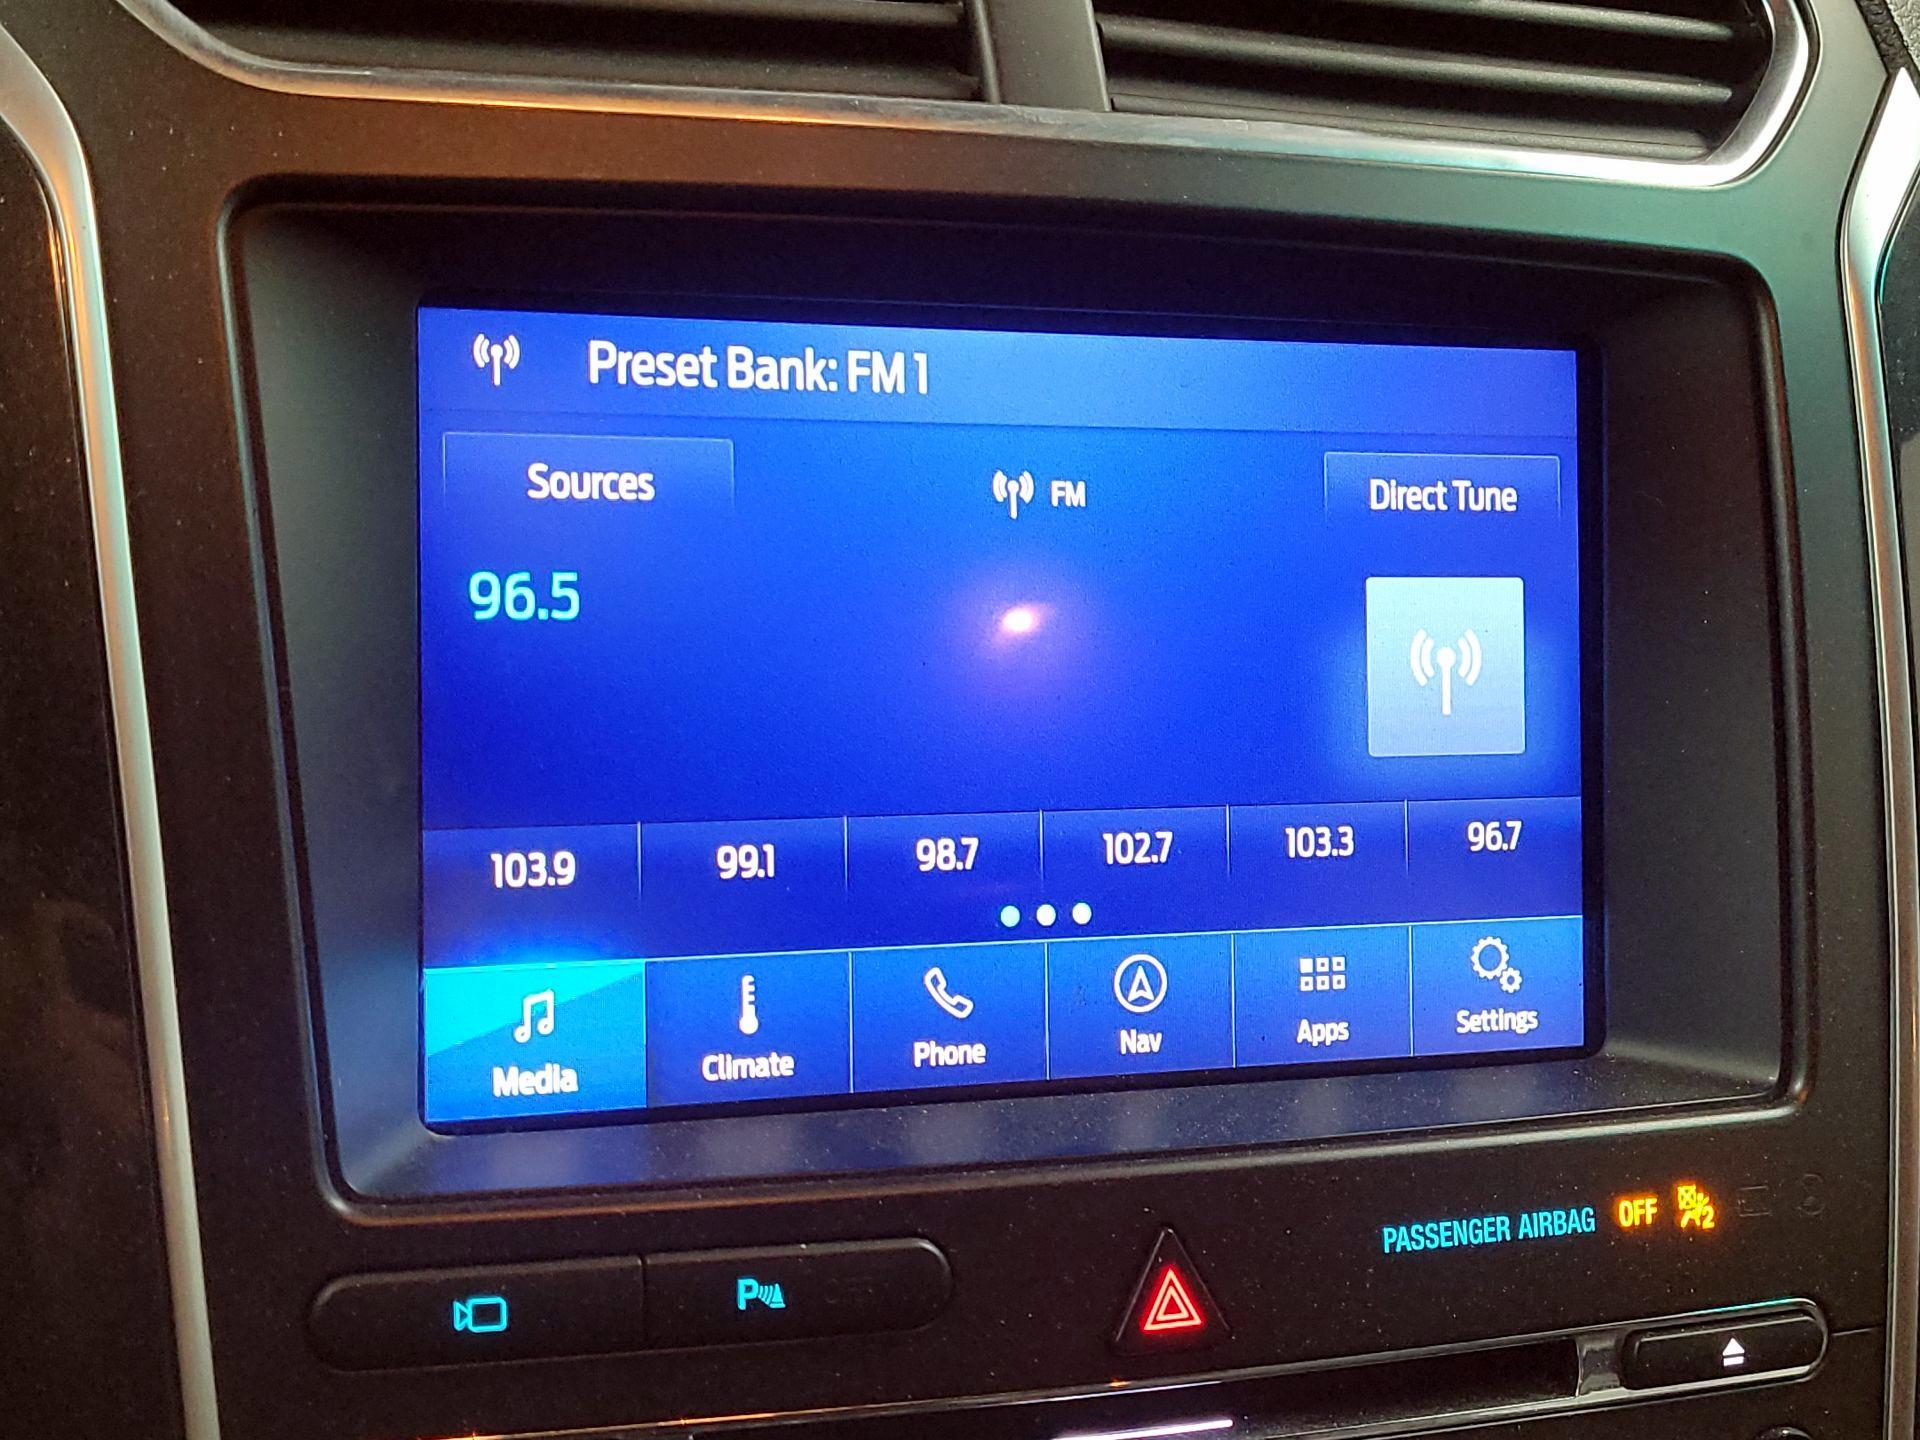 Preset Bank: FM 1
Sources
FM
Direct Tune
96.5
103.9
99.1
98.7
102.7
103.3
96.7
Media
Climate
Phone
Nav
Apps
Settings
PASSENGER AIRBAG OFF
2
P